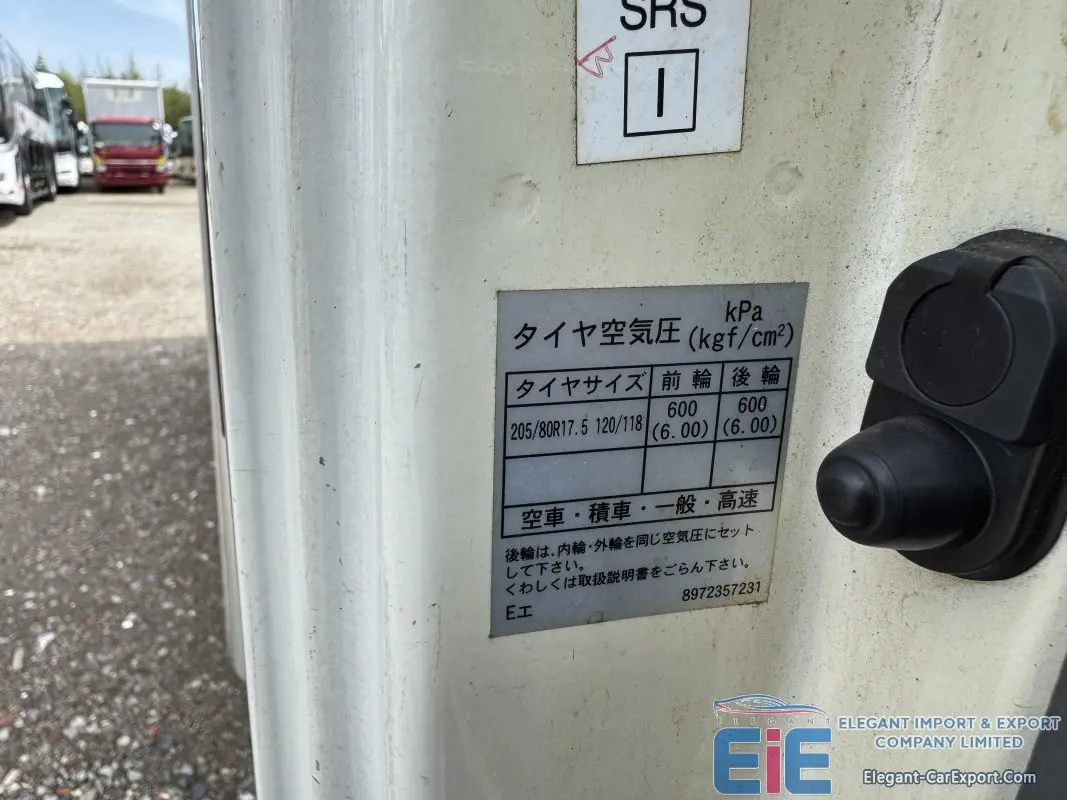 SRS
I
タイヤ空気圧 kPa (kgf/cm²)
タイヤサイズ 前輪 後輪
205/80R17.5 120/118 600 (6.00) 600 (6.00)
空車・積車・一般・高速
後輪は、内輪・外輪を同じ空気圧にセット
して下さい。
くわしくは取扱説明書をごらん下さい。
Eエ 8972357231
ELEGANT
EiE
ELEGANT IMPORT & EXPORT
COMPANY LIMITED
Elegant-CarExport.Com